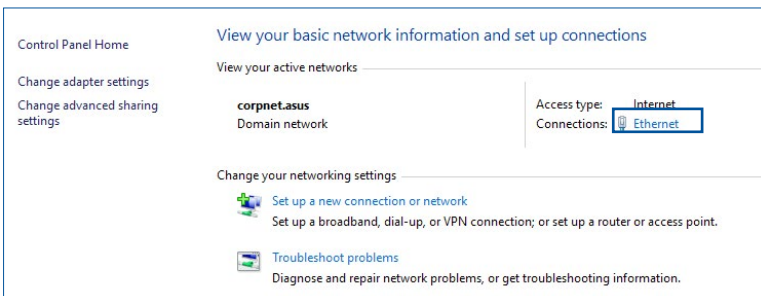 Control Panel Home
Change adapter settings
Change advanced sharing
settings
View your basic network information and set up connections
View your active networks
corpnet.asus
Domain network
Access type: Internet
Connections: Ethernet
Change your networking settings
Set up a new connection or network
Set up a broadband, dial-up, or VPN connection; or set up a router or access point.
Troubleshoot problems
Diagnose and repair network problems, or get troubleshooting information.